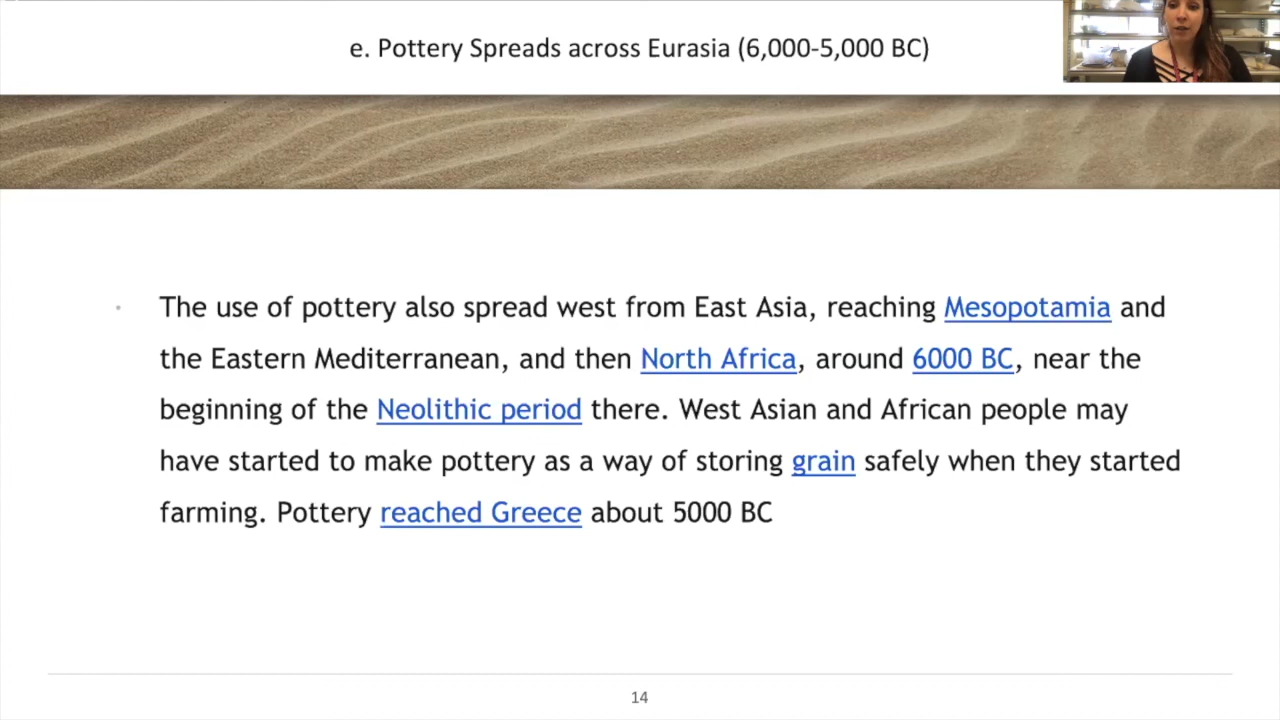 e. Pottery Spreads across Eurasia (6,000-5,000 BC)
• The use of pottery also spread west from East Asia, reaching Mesopotamia and
the Eastern Mediterranean, and then North Africa, around 6000 BC, near the
beginning of the Neolithic period there. West Asian and African people may
have started to make pottery as a way of storing grain safely when they started
farming. Pottery reached Greece about 5000 BC
14